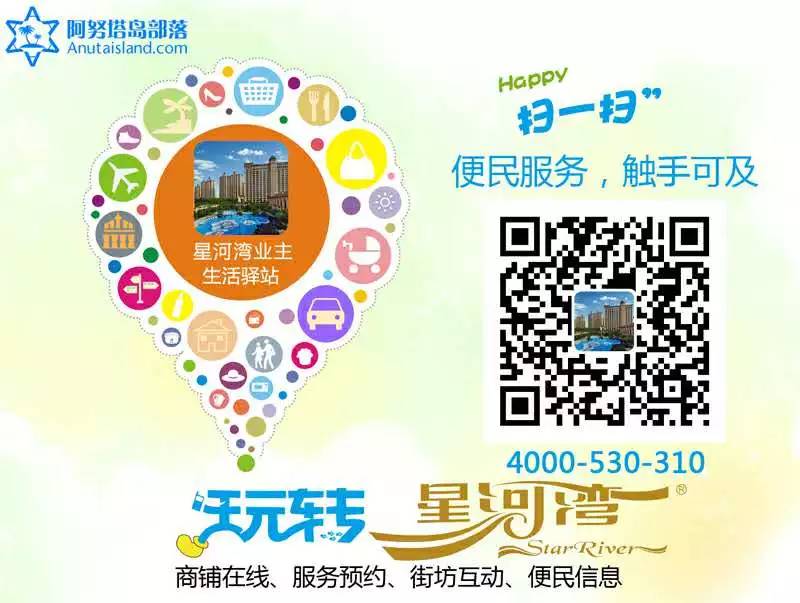 阿努塔岛部落
Anutaisland.com
Happy
扫一扫”
便民服务，触手可及
星河湾业主
生活驿站
4000-530-310
玩转 星河湾®
StarRiver
商铺在线、服务预约、街坊互动、便民信息